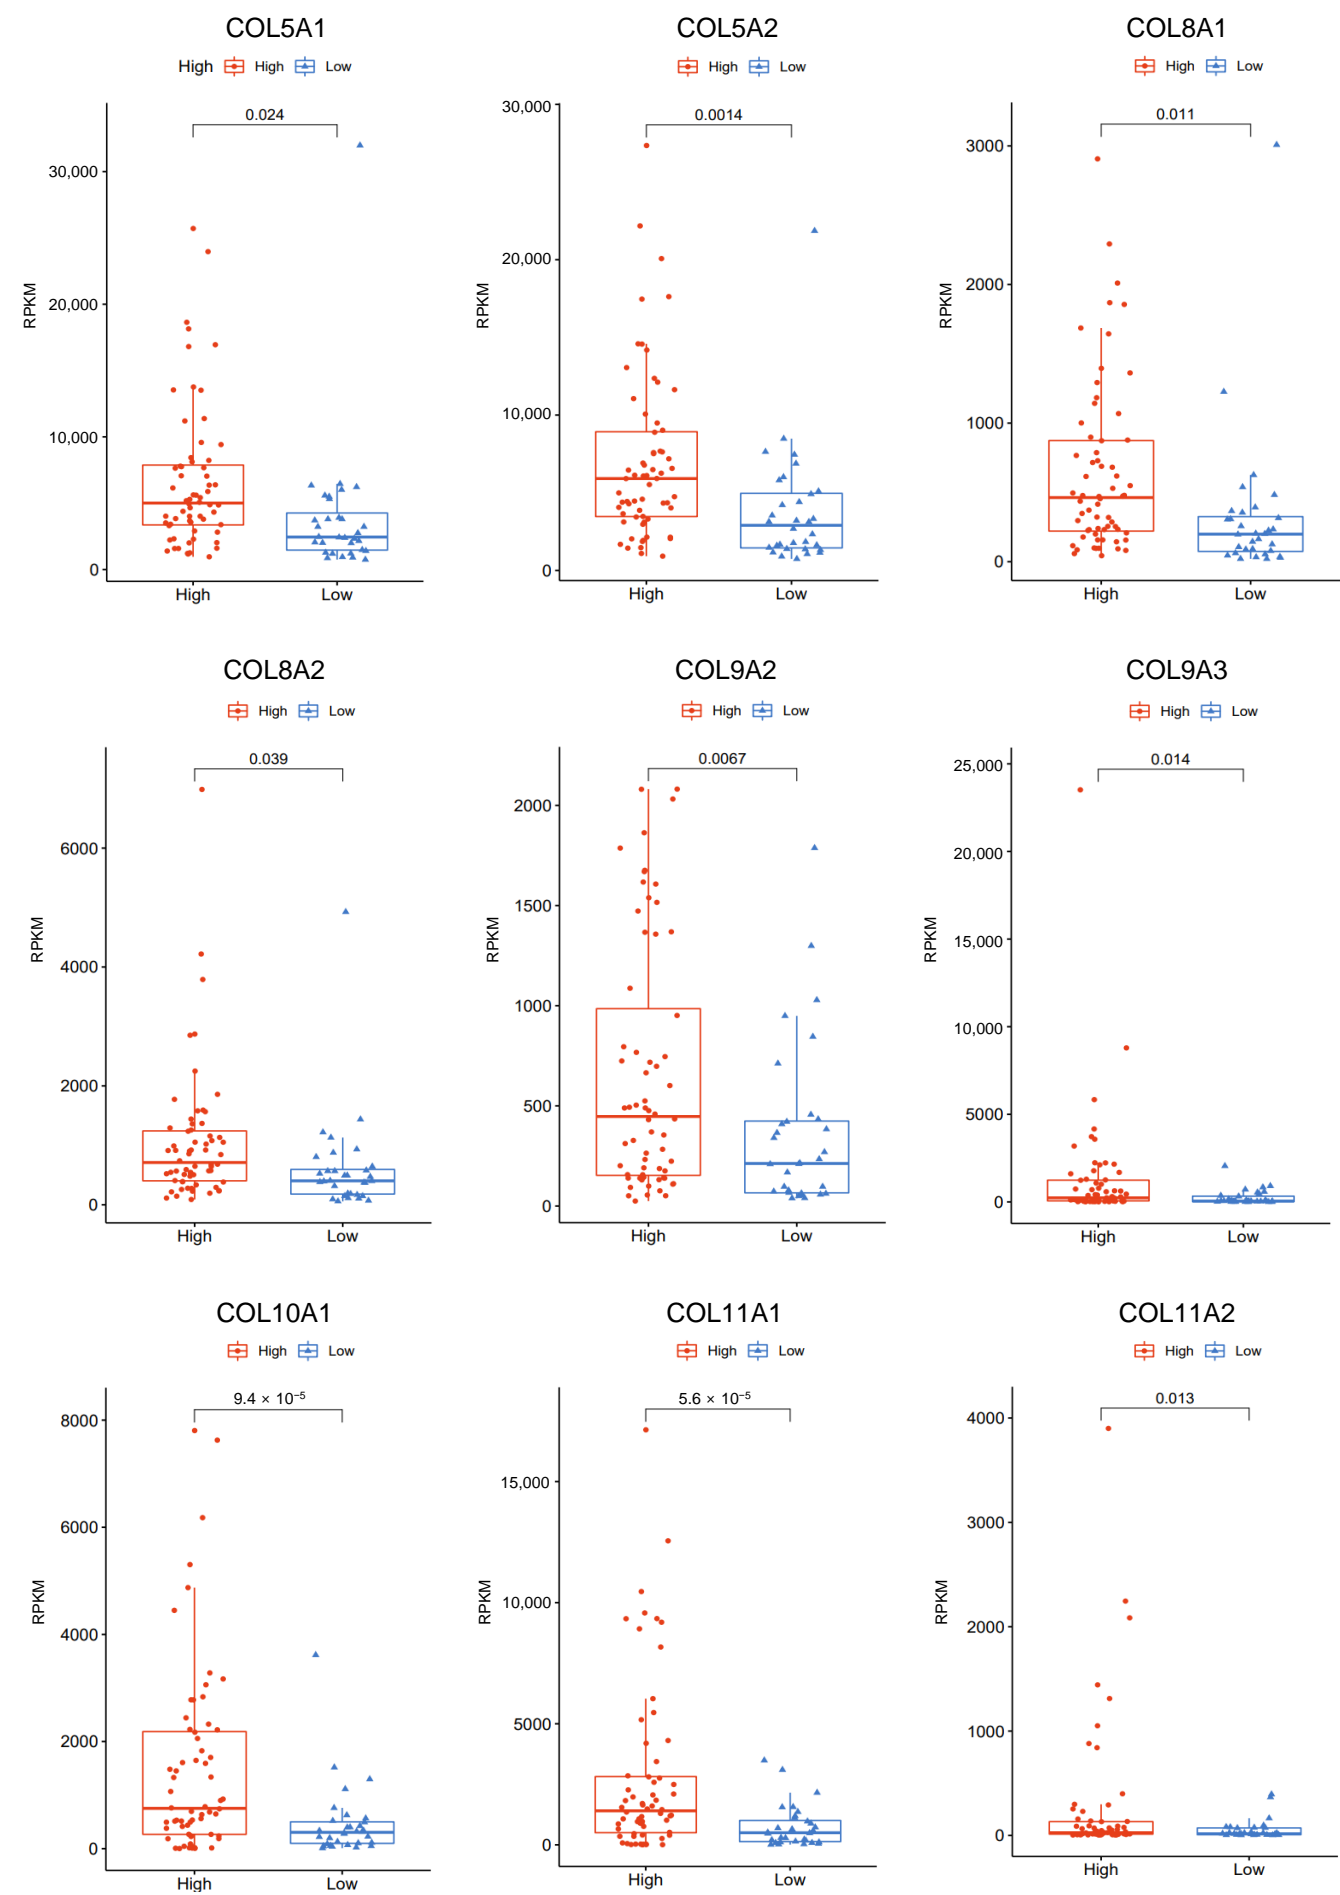 COL5A1 COL5A2 COL8A1
High High Low High Low High Low
0.024 0.0014 0.011
RPKM 30,000 20,000 10,000 0
RPKM 30,000 20,000 10,000 0
RPKM 3000 2000 1000 0
High Low High Low High Low
COL8A2 COL9A2 COL9A3
High Low High Low High Low
0.039 0.0067 0.014
RPKM 6000 4000 2000 0
RPKM 2000 1500 1000 500 0
RPKM 25,000 20,000 15,000 10,000 5000 0
High Low High Low High Low
COL10A1 COL11A1 COL11A2
High Low High Low High Low
9.4 × 10⁻⁵ 5.6 × 10⁻⁵ 0.013
RPKM 8000 6000 4000 2000 0
RPKM 15,000 10,000 5000 0
RPKM 4000 3000 2000 1000 0
High Low High Low High Low